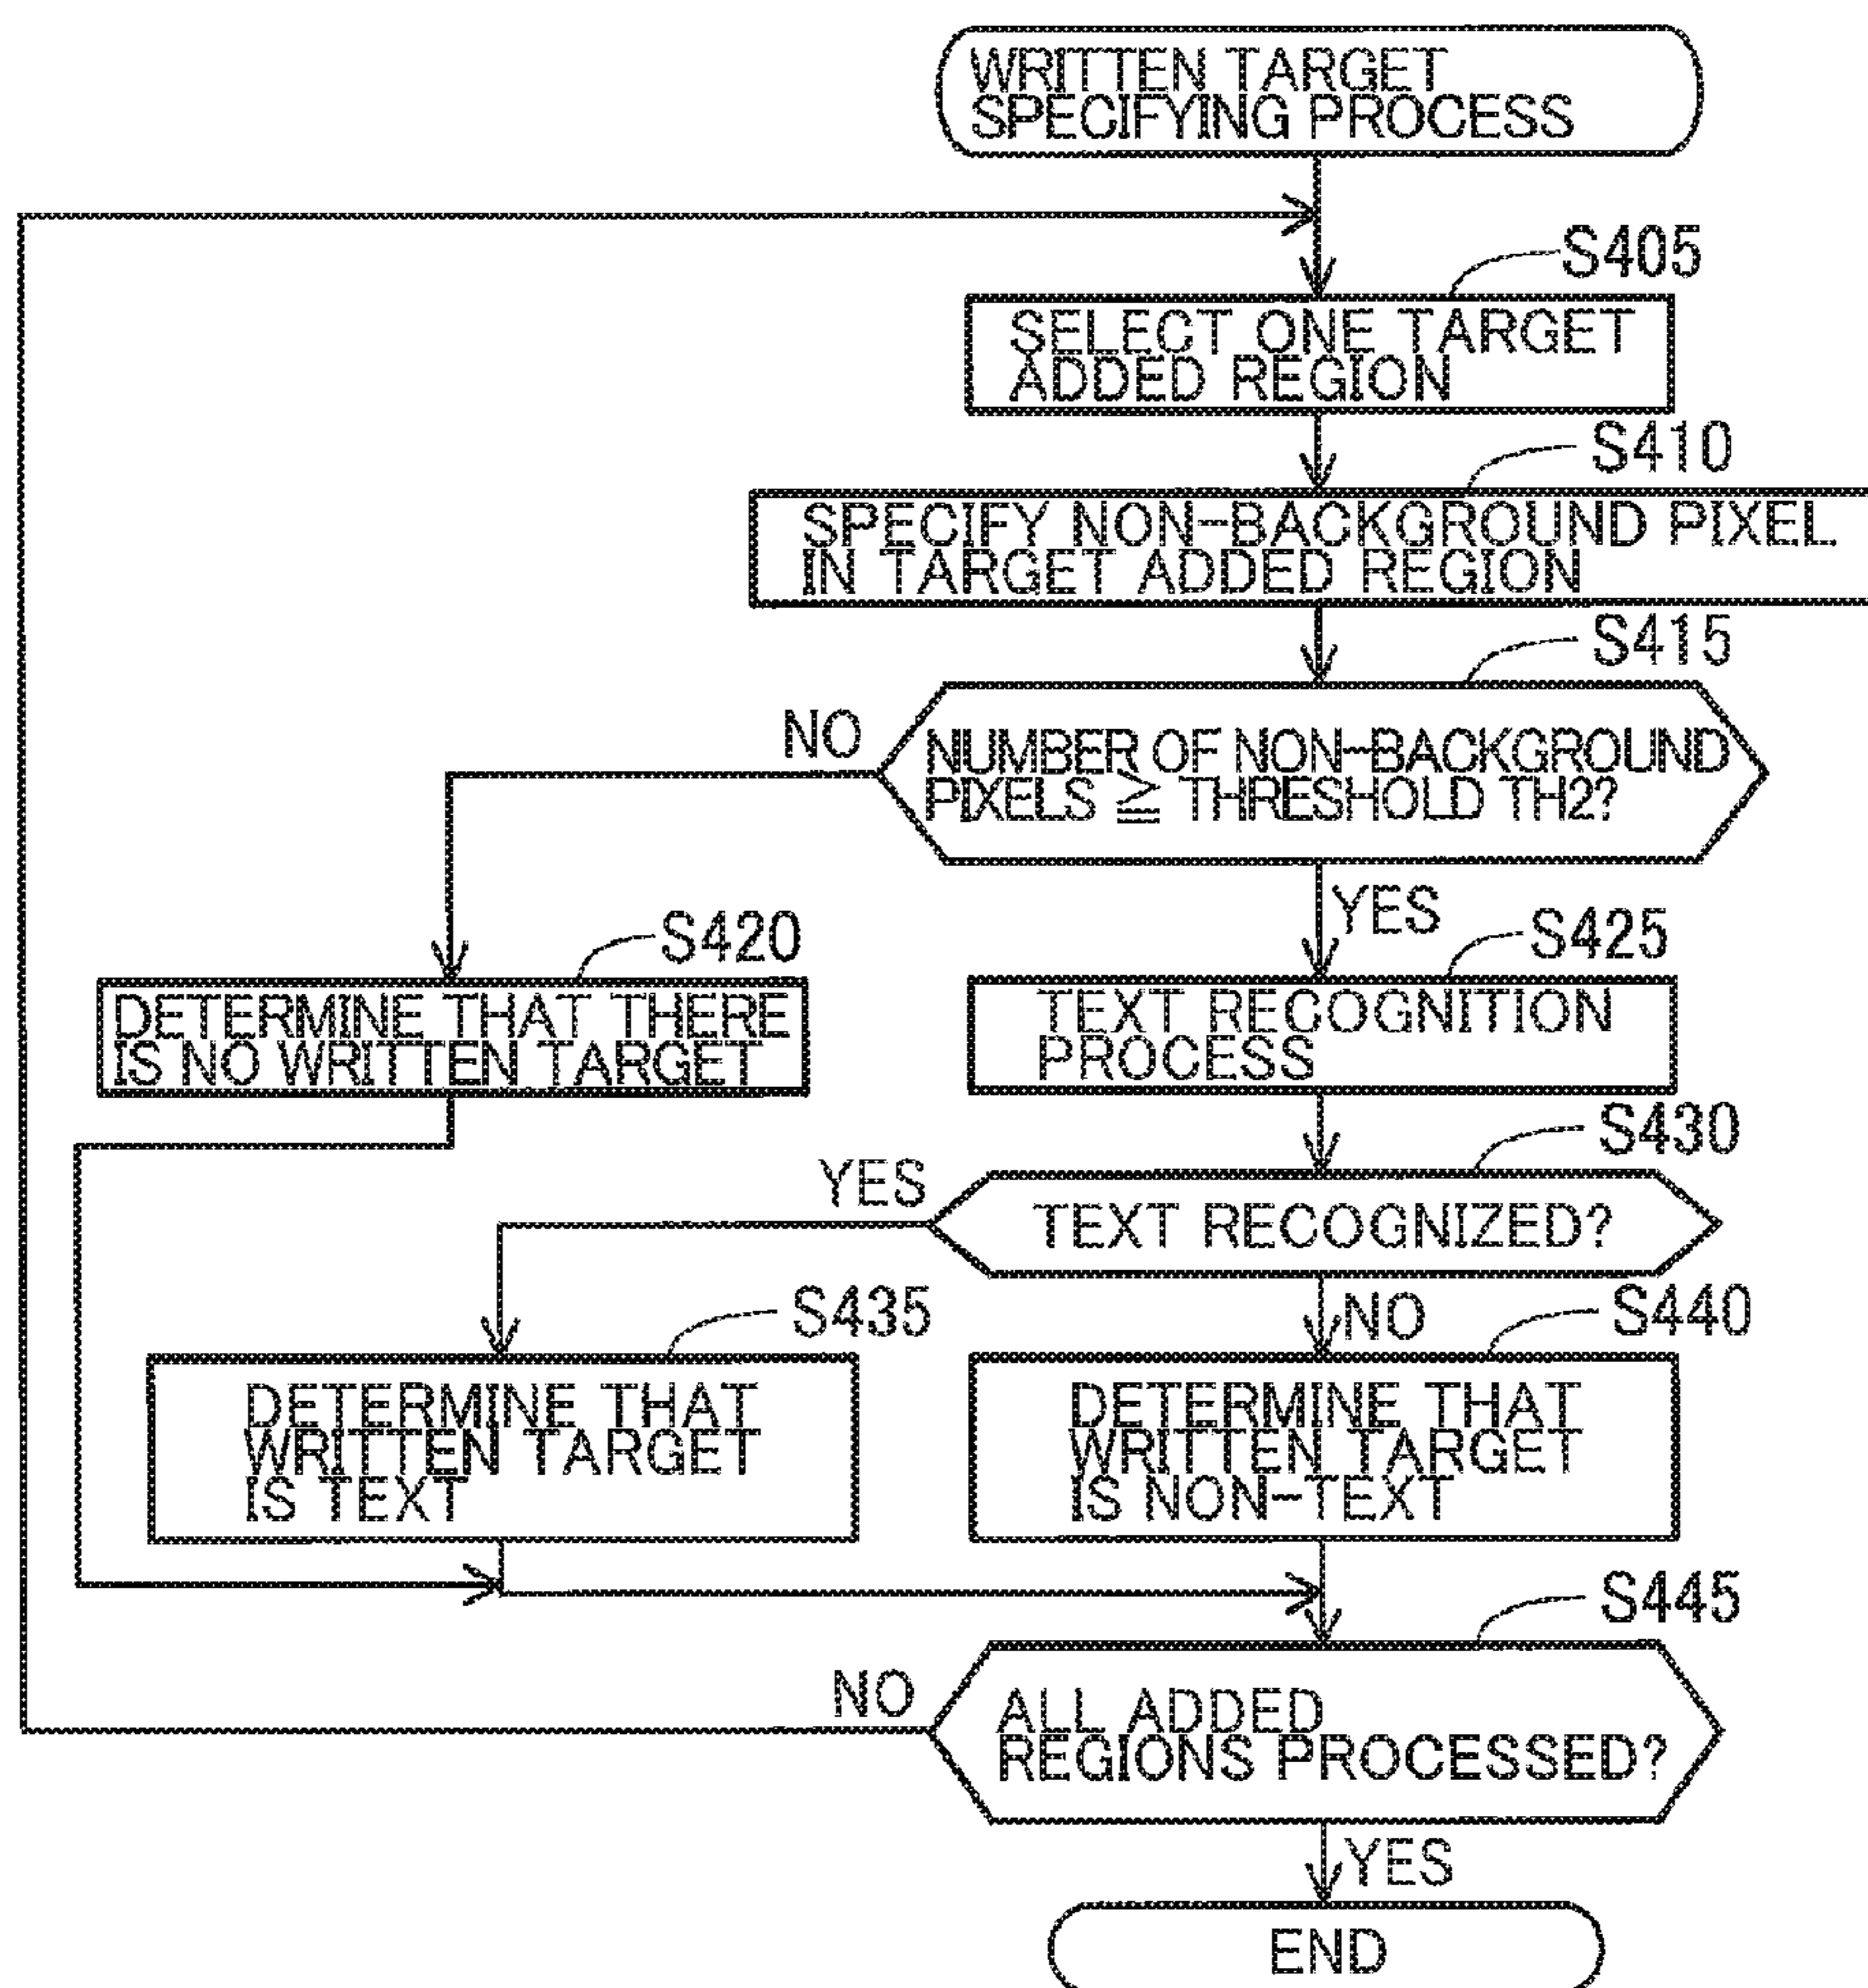 WRITTEN TARGET
SPECIFYING PROCESS
S405
SELECT ONE TARGET
ADDED REGION
S410
SPECIFY NON-BACKGROUND PIXEL
IN TARGET ADDED REGION
S415
NO
NUMBER OF NON-BACKGROUND
PIXELS ≧ THRESHOLD TH2?
YES
S420
S425
DETERMINE THAT THERE
IS NO WRITTEN TARGET
TEXT RECOGNITION
PROCESS
S430
YES
TEXT RECOGNIZED?
S435
NO
S440
DETERMINE THAT
WRITTEN TARGET
IS TEXT
DETERMINE THAT
WRITTEN TARGET
IS NON-TEXT
S445
NO
ALL ADDED
REGIONS PROCESSED?
YES
END